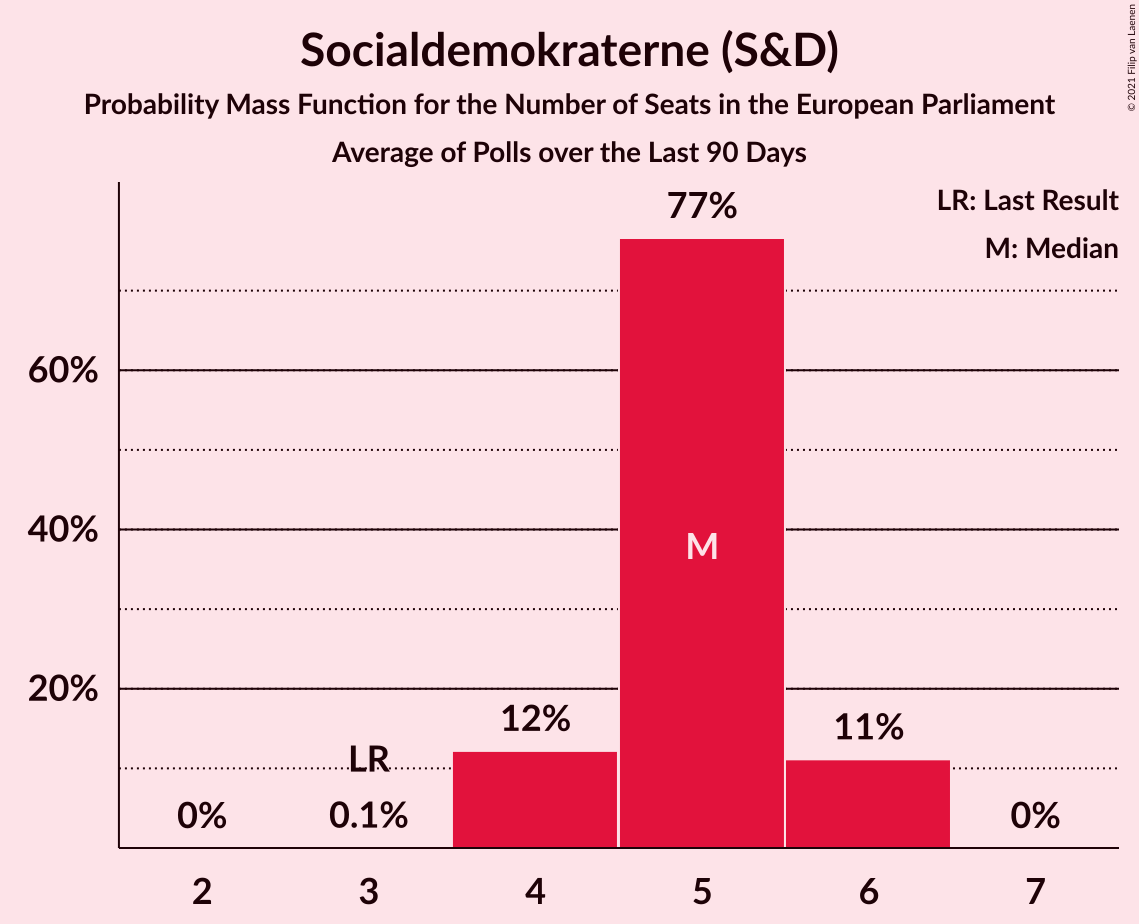 Socialdemokraterne (S&D)
Probability Mass Function for the Number of Seats in the European Parliament
Average of Polls over the Last 90 Days
© 2021 Filip van Laenen
LR: Last Result
M: Median
77%
60%
40%
M
20%
12%
11%
LR
0%
0.1%
0%
2 3 4 5 6 7